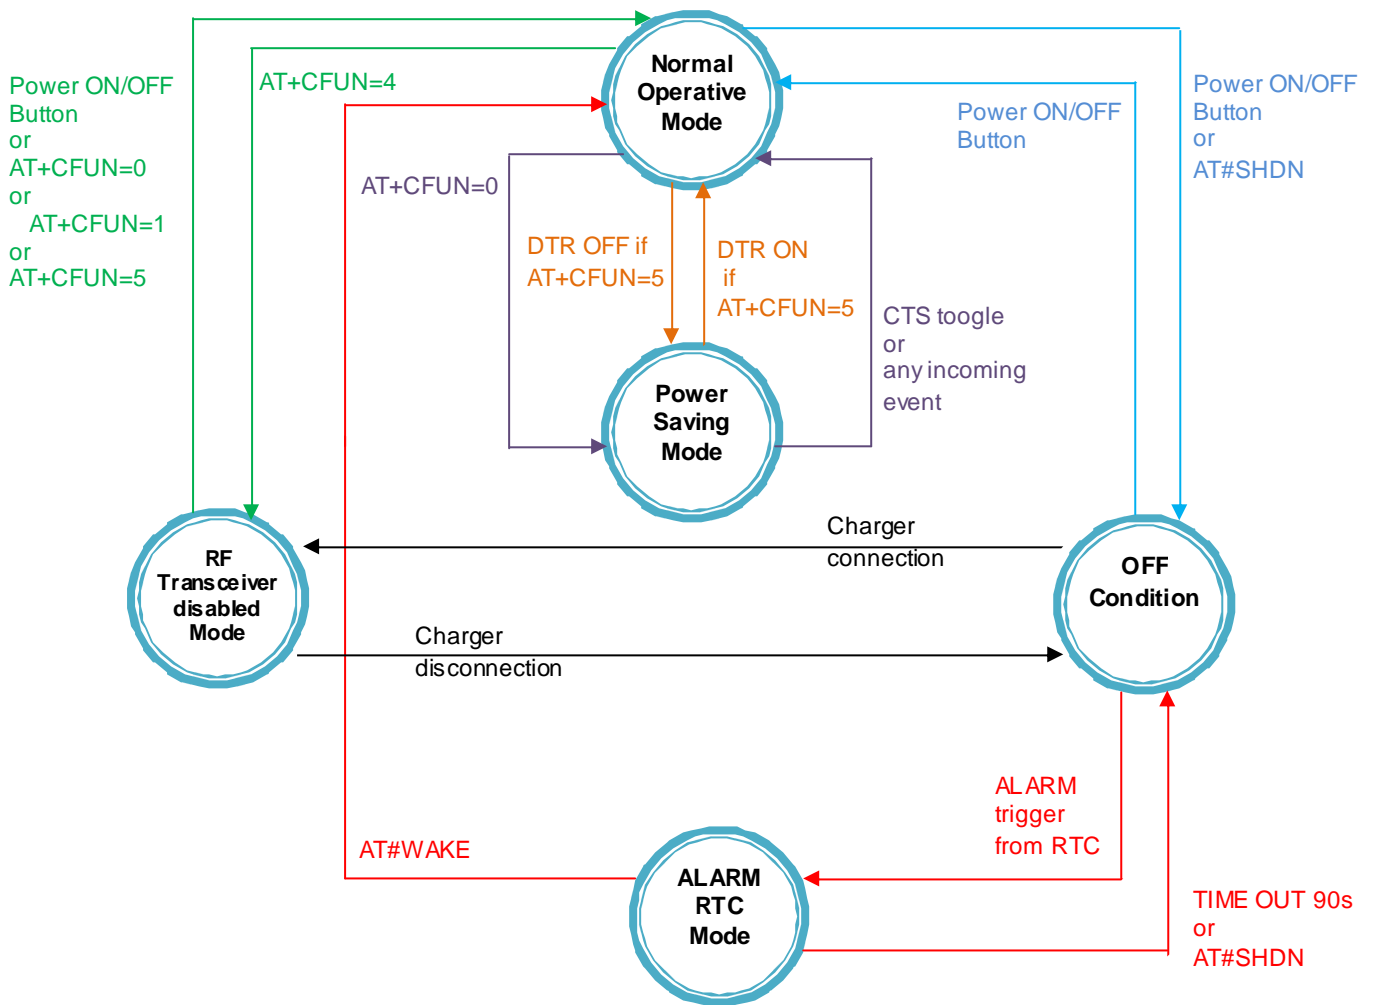 Normal
Operative
Mode
Power ON/OFF
Button
or
AT+CFUN=0
or
AT+CFUN=1
or
AT+CFUN=5
AT+CFUN=4
AT+CFUN=0
DTR OFF if
AT+CFUN=5
DTR ON
if
AT+CFUN=5
Power ON/OFF
Button
Power ON/OFF
Button
or
AT#SHDN
CTS toogle
or
any incoming
event
Power
Saving
Mode
RF
Transceiver
disabled
Mode
Charger
connection
OFF
Condition
Charger
disconnection
AT#WAKE
ALARM
RTC
Mode
ALARM
trigger
from RTC
TIME OUT 90s
or
AT#SHDN